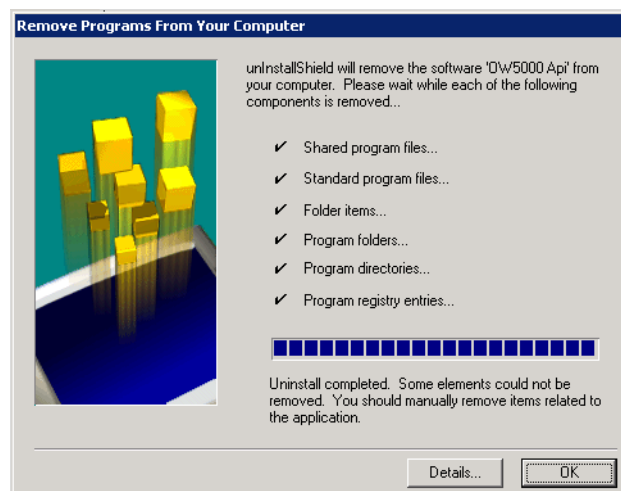 Remove Programs From Your Computer
unInstallShield will remove the software 'OW5000 Api' from
your computer. Please wait while each of the following
components is removed...
✔ Shared program files...
✔ Standard program files...
✔ Folder items...
✔ Program folders...
✔ Program directories...
✔ Program registry entries...
Uninstall completed. Some elements could not be
removed. You should manually remove items related to
the application.
Details...
OK